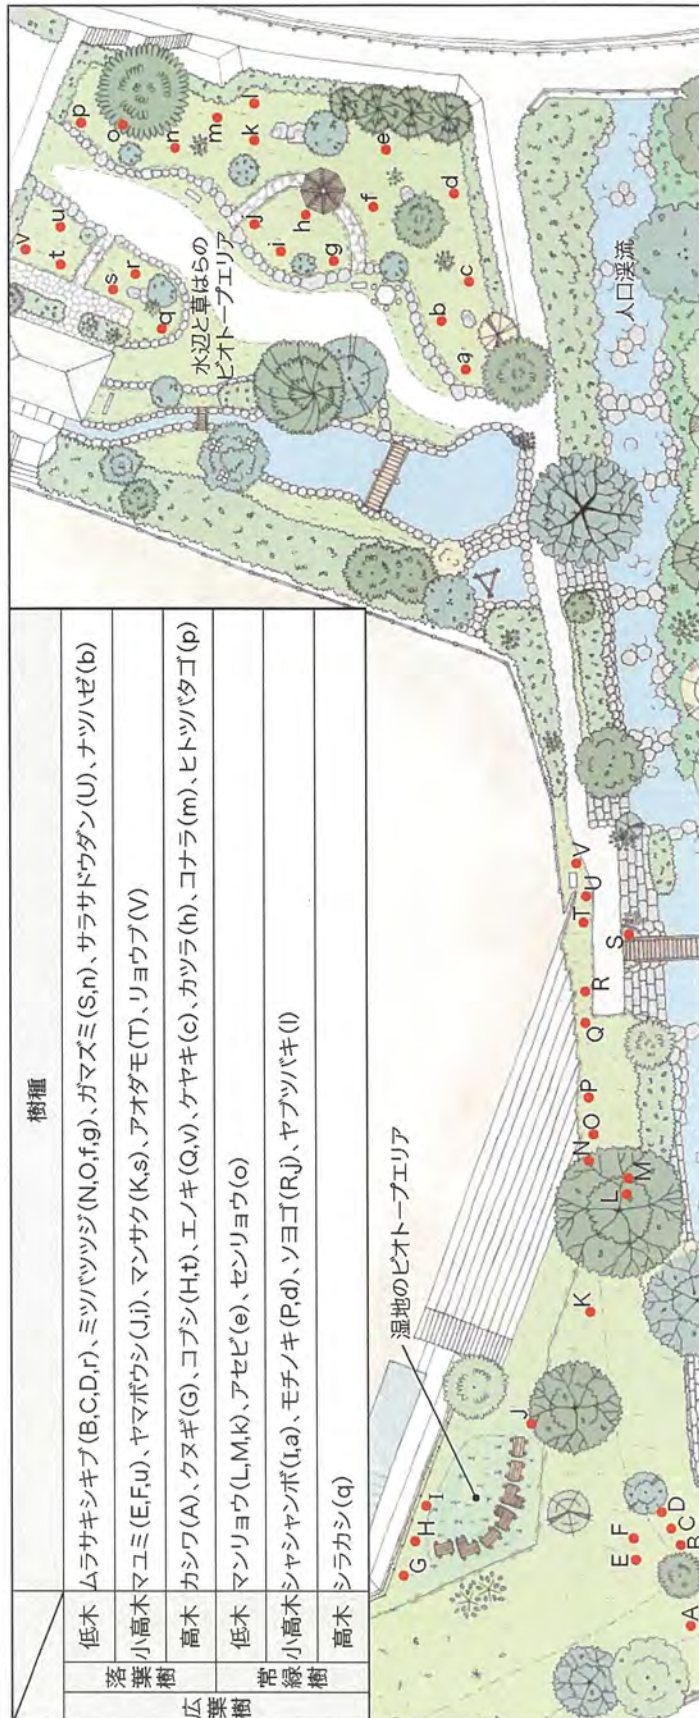 樹種
広葉樹
落葉樹
低木
ムラサキシキブ(B,C,D,r)、ミツバツツジ(N,O,f,g)、ガマズミ(S,n)、サラサドウダン(U)、ナツハゼ(b)
小高木
マユミ(E,F,u)、ヤマボウシ(J,i)、マンサク(K,s)、アオダモ(T)、リョウブ(V)
高木
カシワ(A)、クヌギ(G)、コブシ(H,t)、エノキ(Q,v)、ケヤキ(c)、カツラ(h)、コナラ(m)、ヒトツバタゴ(p)
常緑樹
低木
マンリョウ(L,M,k)、アセビ(e)、センリョウ(o)
小高木
シャシャンボ(I,a)、モチノキ(P,d)、ソヨゴ(R,j)、ヤブツバキ(l)
高木
シラカシ(q)
湿地のビオトープエリア
水辺と草はらの
ビオトープエリア
人口渓流
A
B
C
D
E
F
G
H
I
J
K
L
M
N
O
P
Q
R
S
T
U
V
a
b
c
d
e
f
g
h
i
j
k
l
m
n
o
p
q
r
s
t
u
v